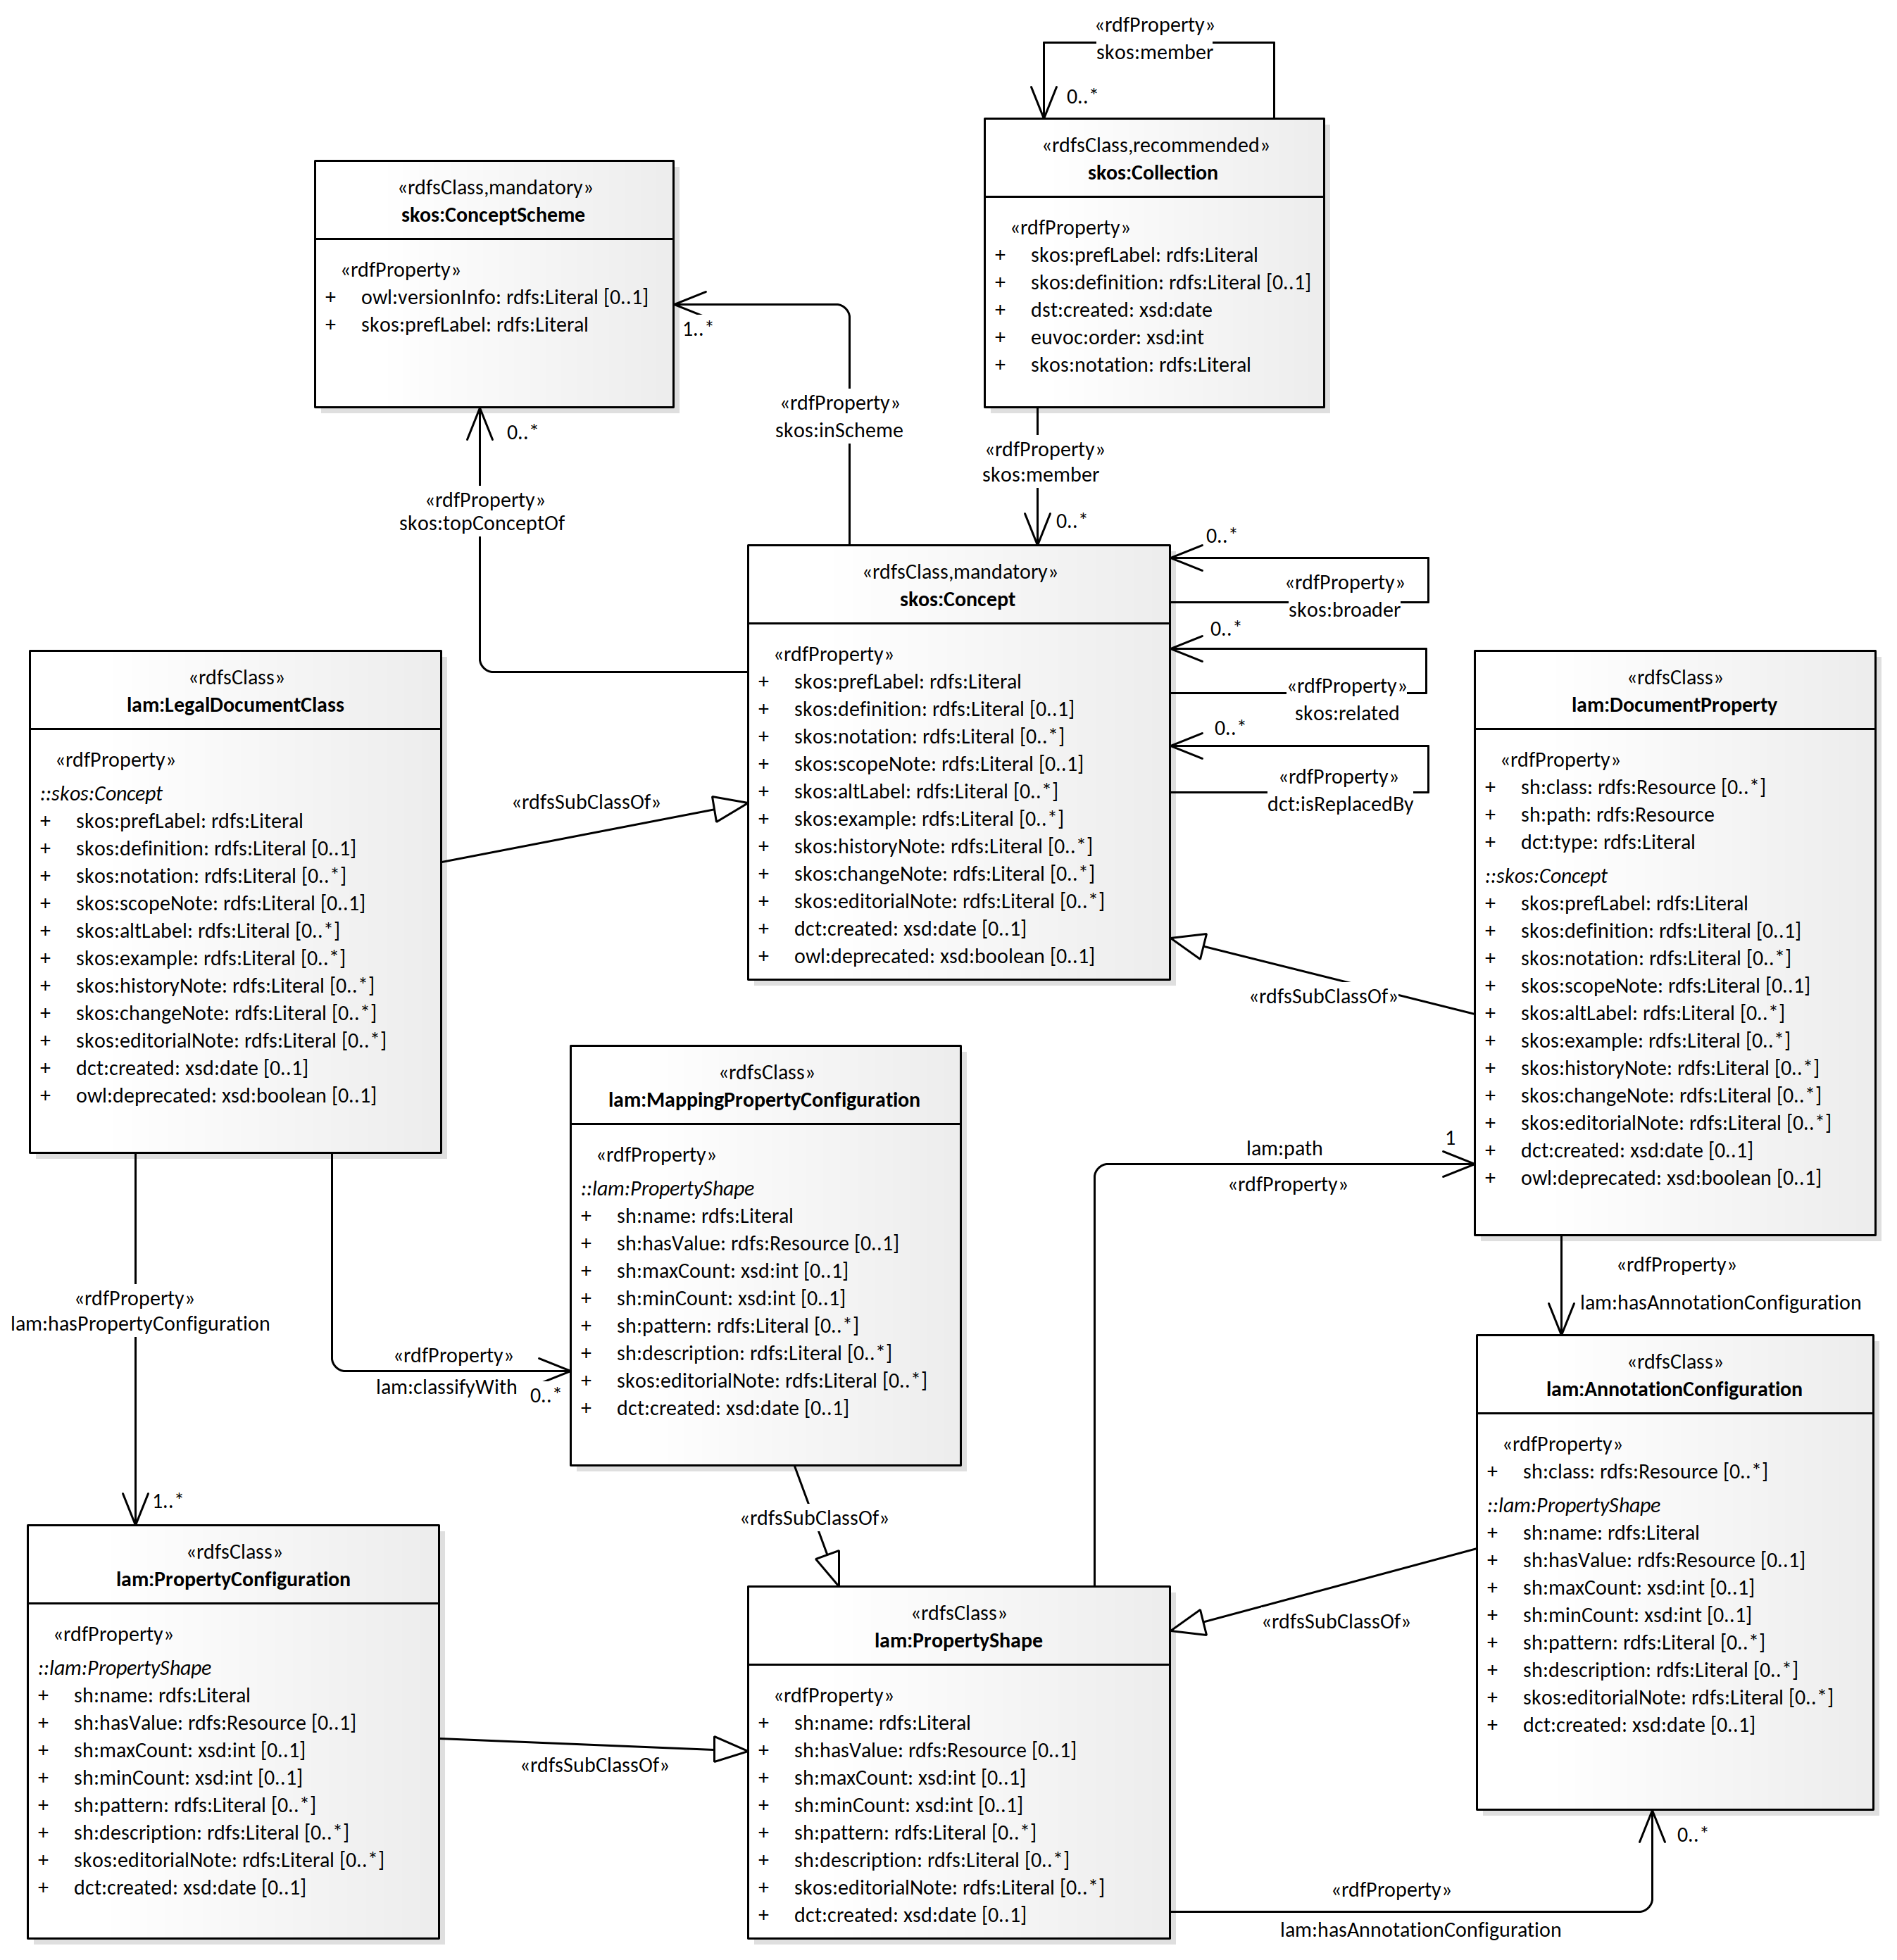 «rdfProperty»
skos:member
0..*
«rdfsClass,recommended»
skos:Collection
«rdfProperty»
+ skos:prefLabel: rdfs:Literal
+ skos:definition: rdfs:Literal [0..1]
+ dst:created: xsd:date
+ euvoc:order: xsd:int
+ skos:notation: rdfs:Literal
«rdfsClass,mandatory»
skos:ConceptScheme
«rdfProperty»
+ owl:versionInfo: rdfs:Literal [0..1]
+ skos:prefLabel: rdfs:Literal
1..*
«rdfProperty»
skos:inScheme
0..*
«rdfProperty»
skos:topConceptOf
«rdfProperty»
skos:member
0..*
«rdfsClass,mandatory»
skos:Concept
«rdfProperty»
+ skos:prefLabel: rdfs:Literal
+ skos:definition: rdfs:Literal [0..1]
+ skos:notation: rdfs:Literal [0..*]
+ skos:scopeNote: rdfs:Literal [0..1]
+ skos:altLabel: rdfs:Literal [0..*]
+ skos:example: rdfs:Literal [0..*]
+ skos:historyNote: rdfs:Literal [0..*]
+ skos:changeNote: rdfs:Literal [0..*]
+ skos:editorialNote: rdfs:Literal [0..*]
+ dct:created: xsd:date [0..1]
+ owl:deprecated: xsd:boolean [0..1]
0..*
«rdfProperty»
skos:broader
0..*
«rdfProperty»
skos:related
0..*
«rdfProperty»
dct:isReplacedBy
«rdfsClass»
lam:LegalDocumentClass
«rdfProperty»
::skos:Concept
+ skos:prefLabel: rdfs:Literal
+ skos:definition: rdfs:Literal [0..1]
+ skos:notation: rdfs:Literal [0..*]
+ skos:scopeNote: rdfs:Literal [0..1]
+ skos:altLabel: rdfs:Literal [0..*]
+ skos:example: rdfs:Literal [0..*]
+ skos:historyNote: rdfs:Literal [0..*]
+ skos:changeNote: rdfs:Literal [0..*]
+ skos:editorialNote: rdfs:Literal [0..*]
+ dct:created: xsd:date [0..1]
+ owl:deprecated: xsd:boolean [0..1]
«rdfsSubClassOf»
«rdfsClass»
lam:DocumentProperty
«rdfProperty»
+ sh:class: rdfs:Resource [0..*]
+ sh:path: rdfs:Resource
+ dct:type: rdfs:Literal
::skos:Concept
+ skos:prefLabel: rdfs:Literal
+ skos:definition: rdfs:Literal [0..1]
+ skos:notation: rdfs:Literal [0..*]
+ skos:scopeNote: rdfs:Literal [0..1]
+ skos:altLabel: rdfs:Literal [0..*]
+ skos:example: rdfs:Literal [0..*]
+ skos:historyNote: rdfs:Literal [0..*]
+ skos:changeNote: rdfs:Literal [0..*]
+ skos:editorialNote: rdfs:Literal [0..*]
+ dct:created: xsd:date [0..1]
+ owl:deprecated: xsd:boolean [0..1]
«rdfsSubClassOf»
«rdfsClass»
lam:MappingPropertyConfiguration
«rdfProperty»
::lam:PropertyShape
+ sh:name: rdfs:Literal
+ sh:hasValue: rdfs:Resource [0..1]
+ sh:maxCount: xsd:int [0..1]
+ sh:minCount: xsd:int [0..1]
+ sh:pattern: rdfs:Literal [0..*]
+ sh:description: rdfs:Literal [0..*]
+ skos:editorialNote: rdfs:Literal [0..*]
+ dct:created: xsd:date [0..1]
lam:path
1
«rdfProperty»
«rdfProperty»
lam:hasAnnotationConfiguration
«rdfProperty»
lam:hasPropertyConfiguration
1..*
«rdfProperty»
lam:classifyWith
0..*
«rdfsSubClassOf»
«rdfsClass»
lam:AnnotationConfiguration
«rdfProperty»
+ sh:class: rdfs:Resource [0..*]
::lam:PropertyShape
+ sh:name: rdfs:Literal
+ sh:hasValue: rdfs:Resource [0..1]
+ sh:maxCount: xsd:int [0..1]
+ sh:minCount: xsd:int [0..1]
+ sh:pattern: rdfs:Literal [0..*]
+ sh:description: rdfs:Literal [0..*]
+ skos:editorialNote: rdfs:Literal [0..*]
+ dct:created: xsd:date [0..1]
«rdfsClass»
lam:PropertyConfiguration
«rdfProperty»
::lam:PropertyShape
+ sh:name: rdfs:Literal
+ sh:hasValue: rdfs:Resource [0..1]
+ sh:maxCount: xsd:int [0..1]
+ sh:minCount: xsd:int [0..1]
+ sh:pattern: rdfs:Literal [0..*]
+ sh:description: rdfs:Literal [0..*]
+ skos:editorialNote: rdfs:Literal [0..*]
+ dct:created: xsd:date [0..1]
«rdfsSubClassOf»
«rdfsClass»
lam:PropertyShape
«rdfProperty»
+ sh:name: rdfs:Literal
+ sh:hasValue: rdfs:Resource [0..1]
+ sh:maxCount: xsd:int [0..1]
+ sh:minCount: xsd:int [0..1]
+ sh:pattern: rdfs:Literal [0..*]
+ sh:description: rdfs:Literal [0..*]
+ skos:editorialNote: rdfs:Literal [0..*]
+ dct:created: xsd:date [0..1]
«rdfsSubClassOf»
0..*
«rdfProperty»
lam:hasAnnotationConfiguration